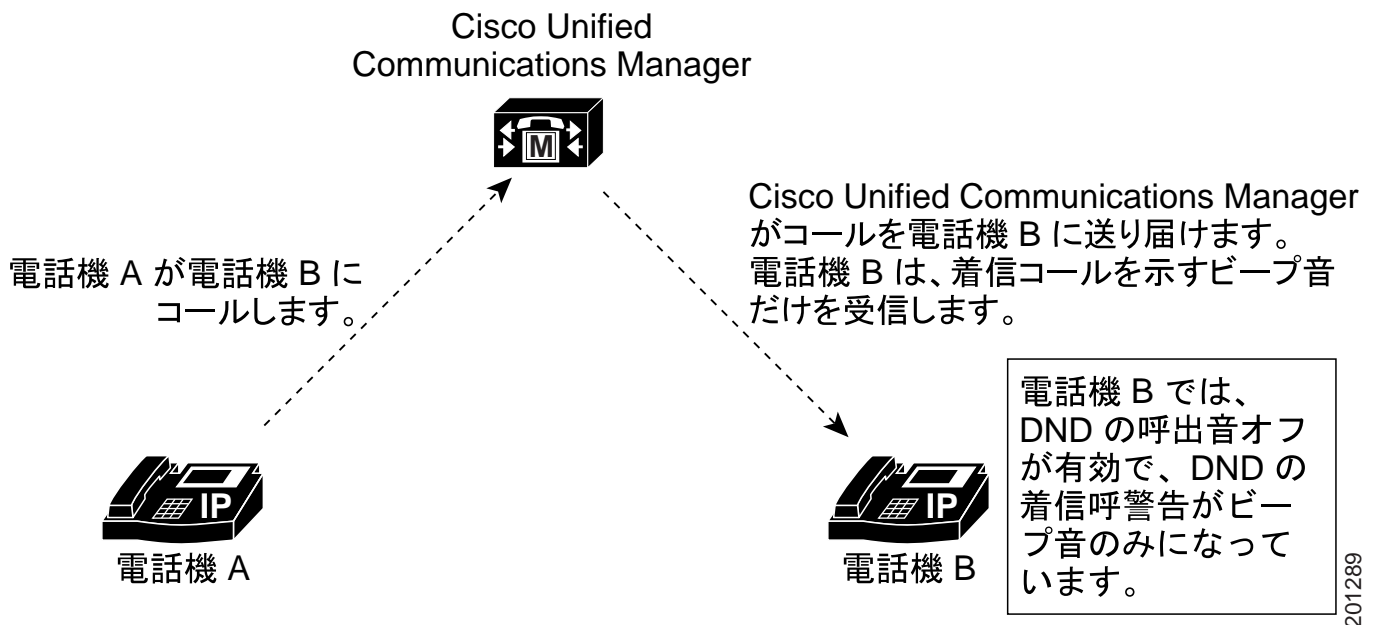 Cisco Unified
Communications Manager
M
Cisco Unified Communications Manager
がコールを電話機 B に送り届けます。
電話機 B は、着信コールを示すビープ音
だけを受信します。
電話機 A が電話機 B に
コールします。
IP
電話機 A
IP
電話機 B
電話機 B では、
DND の呼出音オフ
が有効で、DND の
着信呼警告がビー
プ音のみになって
います。
201289